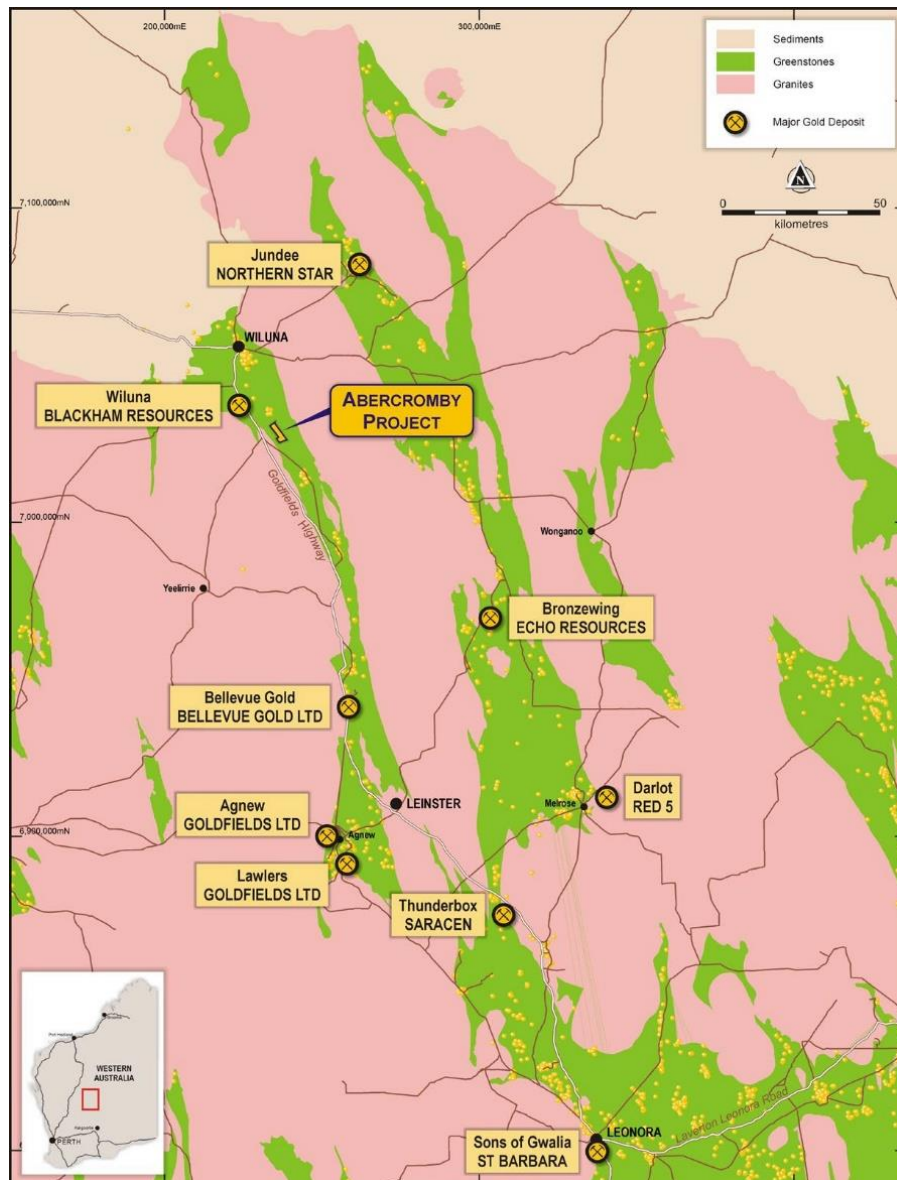 200,000mE
300,000mE
Sediments
Greenstones
Granites
Major Gold Deposit
N
0
50
kilometres
7,100,000mN
Jundee
NORTHERN STAR
WILUNA
Wiluna
BLACKHAM RESOURCES
ABERCROMBY
PROJECT
Goldfields Highway
7,000,000mN
Wonganoo
Yeelirrie
Bronzewing
ECHO RESOURCES
Bellevue Gold
BELLEVUE GOLD LTD
LEINSTER
Darlot
RED 5
Melrose
Agnew
GOLDFIELDS LTD
6,900,000mN
Agnew
Lawlers
GOLDFIELDS LTD
Thunderbox
SARACEN
WESTERN
AUSTRALIA
PERTH
Laverton Leonora Road
LEONORA
Sons of Gwalia
ST BARBARA